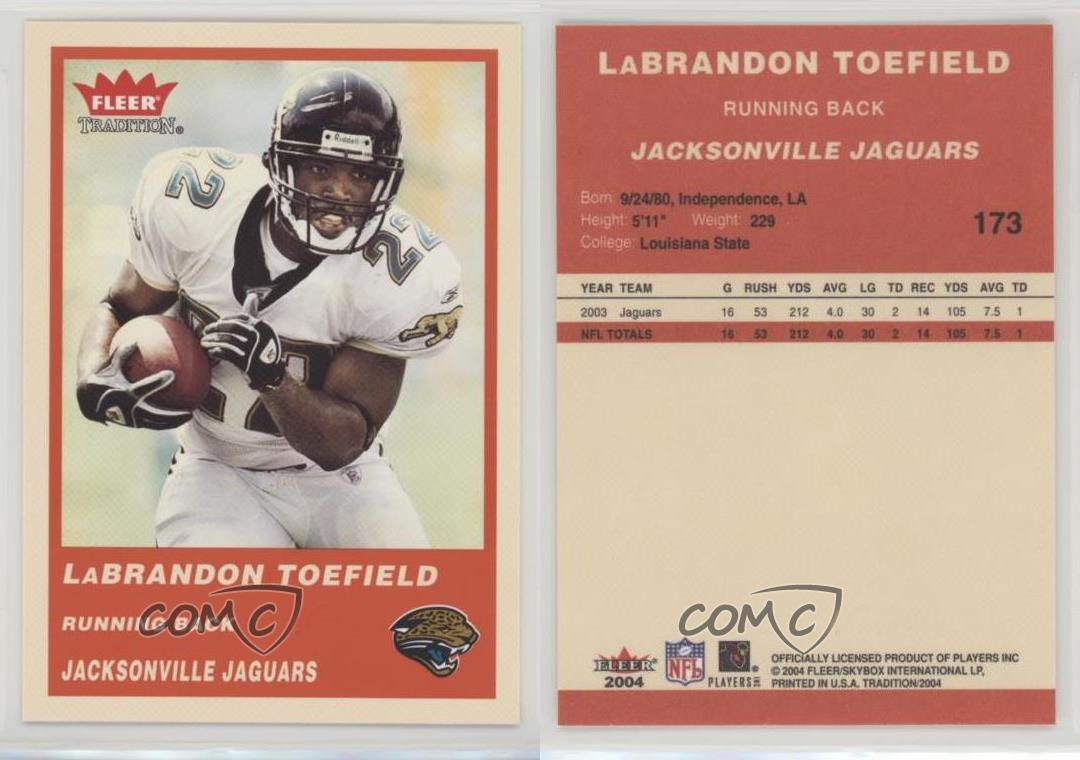 FLEER®
TRADITION®
Riddell
22
22
22
LABRANDON TOEFIELD
RUNNING BACK
JACKSONVILLE JAGUARS
COMC
LABRANDON TOEFIELD
RUNNING BACK
JACKSONVILLE JAGUARS
Born: 9/24/80, Independence, LA
Height: 5'11" Weight: 229
College: Louisiana State
173
YEAR TEAM G RUSH YDS AVG LG TD REC YDS AVG TD
2003 Jaguars 16 53 212 4.0 30 2 14 105 7.5 1
NFL TOTALS 16 53 212 4.0 30 2 14 105 7.5 1
COMC
FLEER
2004
NFL
PLAYERS INC
OFFICIALLY LICENSED PRODUCT OF PLAYERS INC
© 2004 FLEER/SKYBOX INTERNATIONAL LP,
PRINTED IN U.S.A. TRADITION/2004